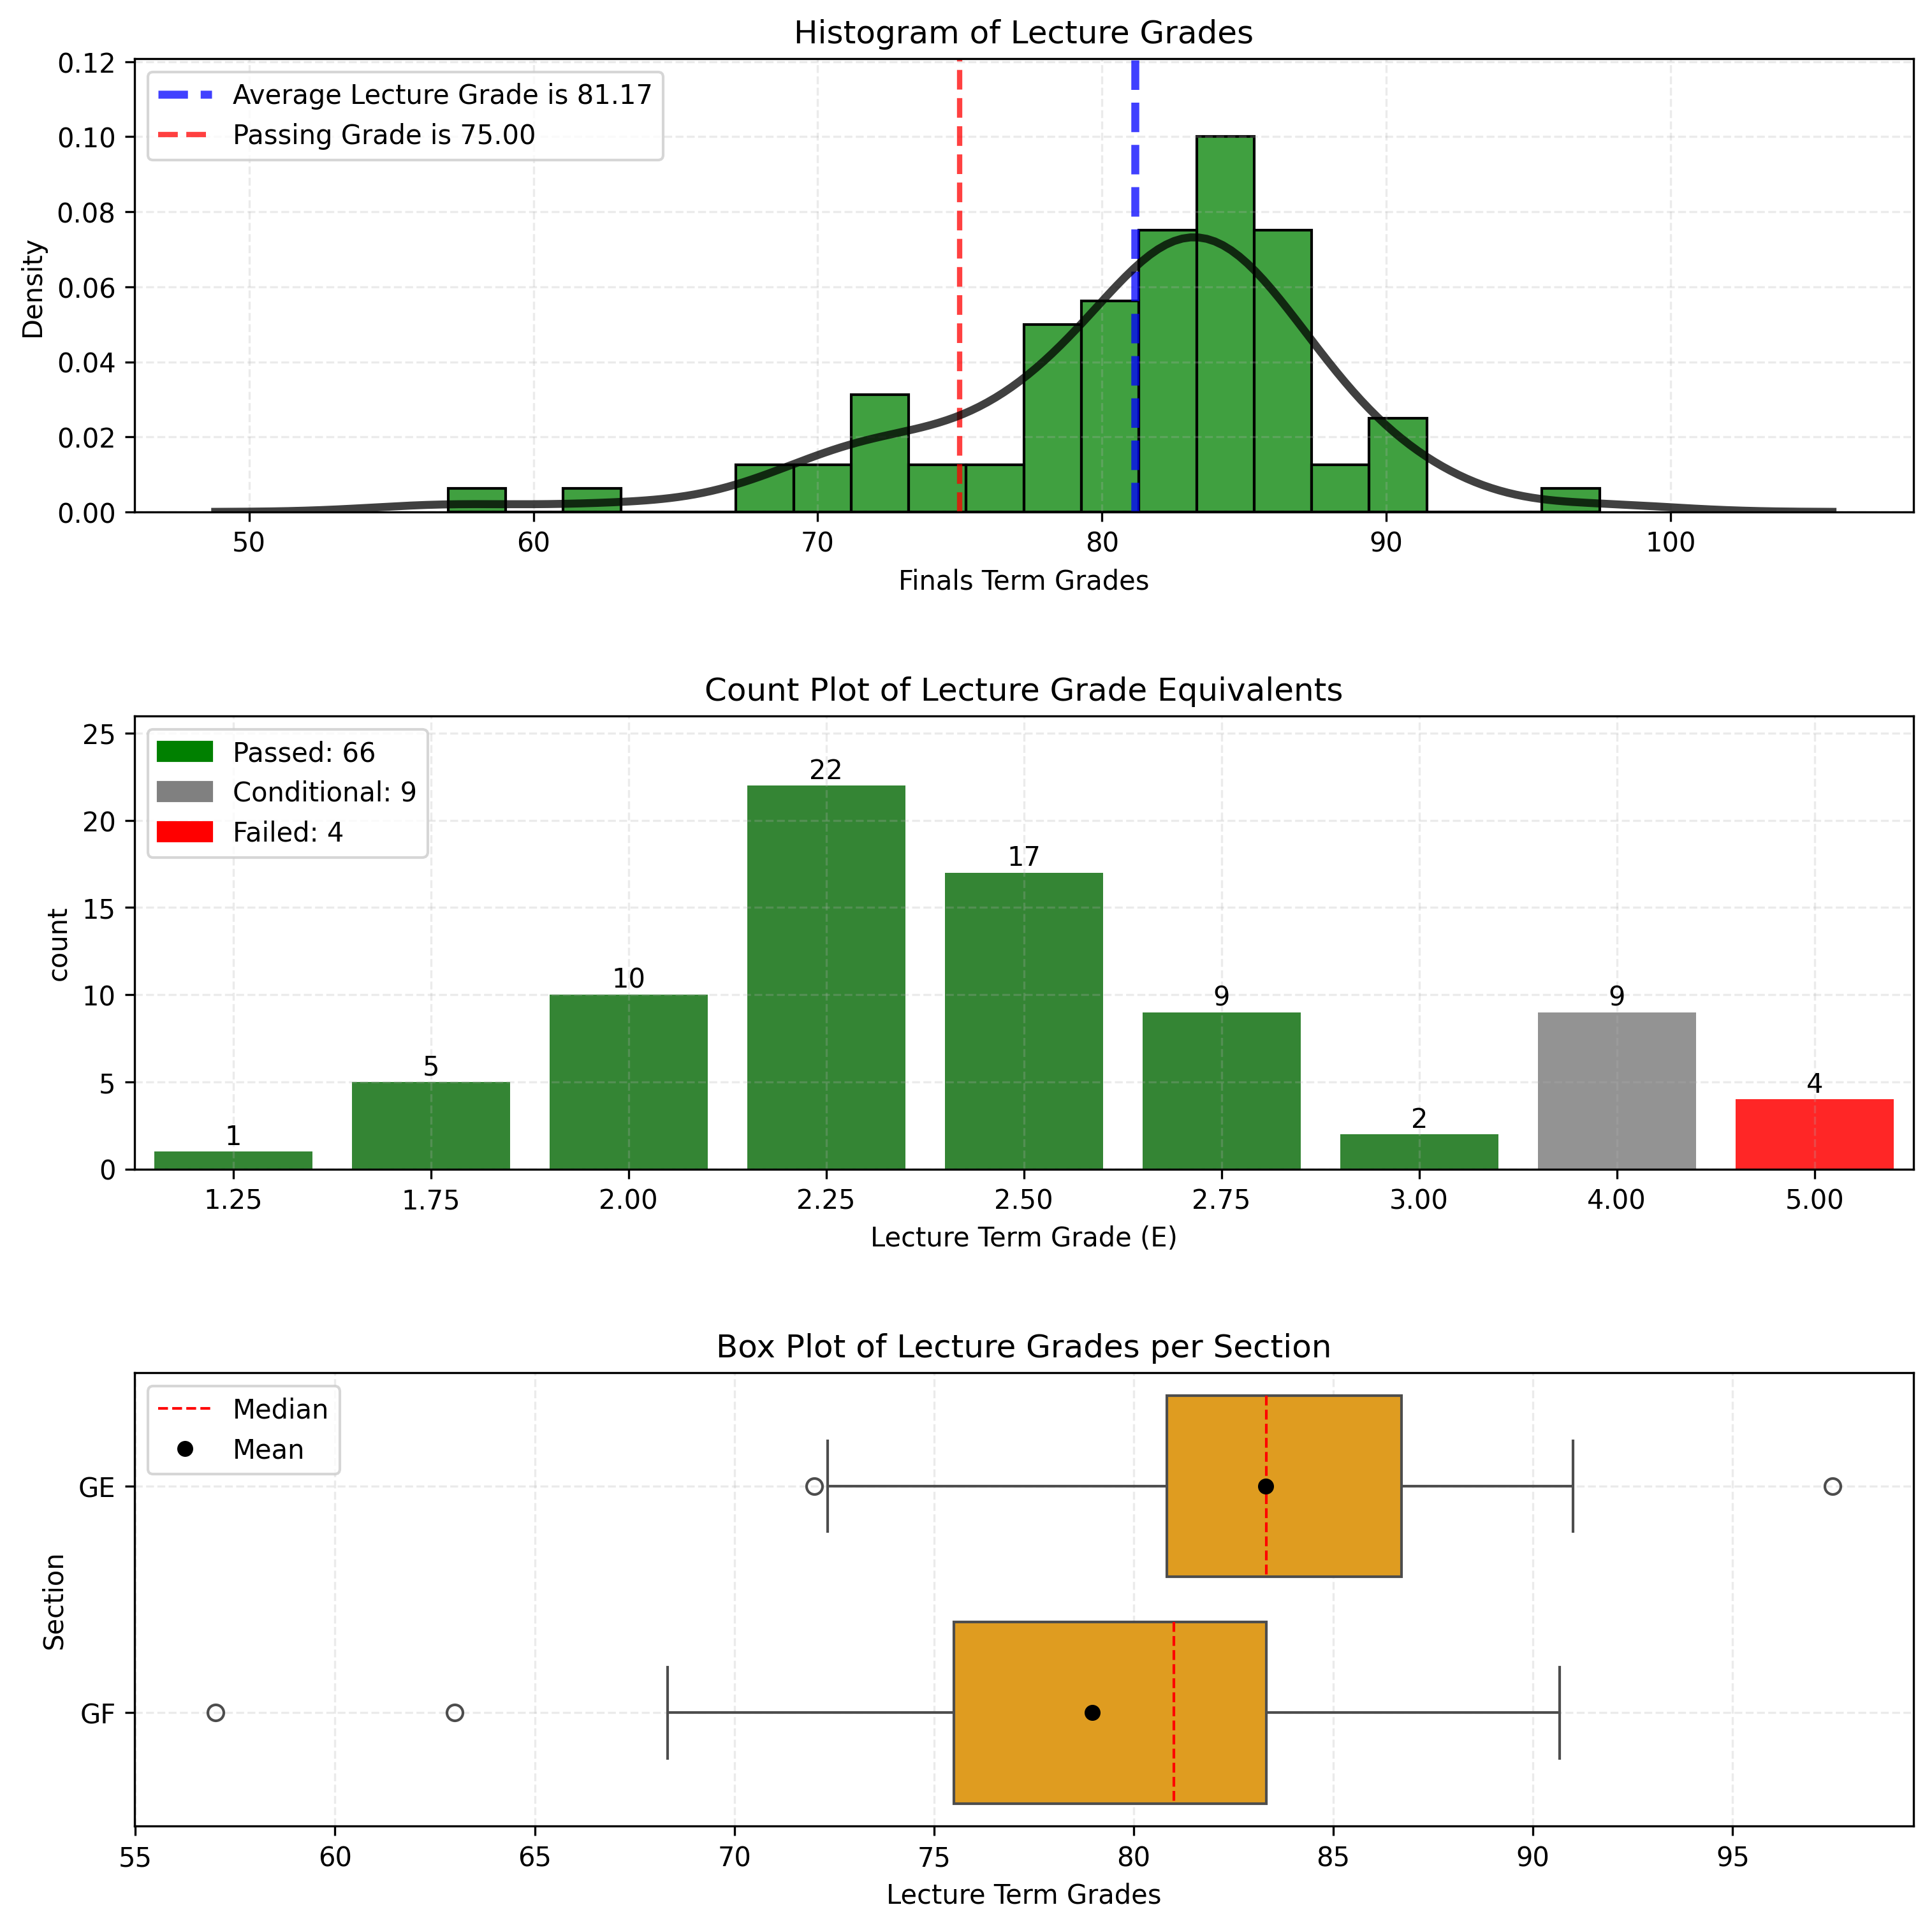 Histogram of Lecture Grades
0.12
0.10
0.08
0.06
0.04
0.02
0.00
Density
Average Lecture Grade is 81.17
Passing Grade is 75.00
50 60 70 80 90 100
Finals Term Grades
Count Plot of Lecture Grade Equivalents
25
20
15
10
5
0
count
Passed: 66
Conditional: 9
Failed: 4
1 5 10 22 17 9 2 9 4
1.25 1.75 2.00 2.25 2.50 2.75 3.00 4.00 5.00
Lecture Term Grade (E)
Box Plot of Lecture Grades per Section
Median
Mean
GE
GF
Section
55 60 65 70 75 80 85 90 95
Lecture Term Grades